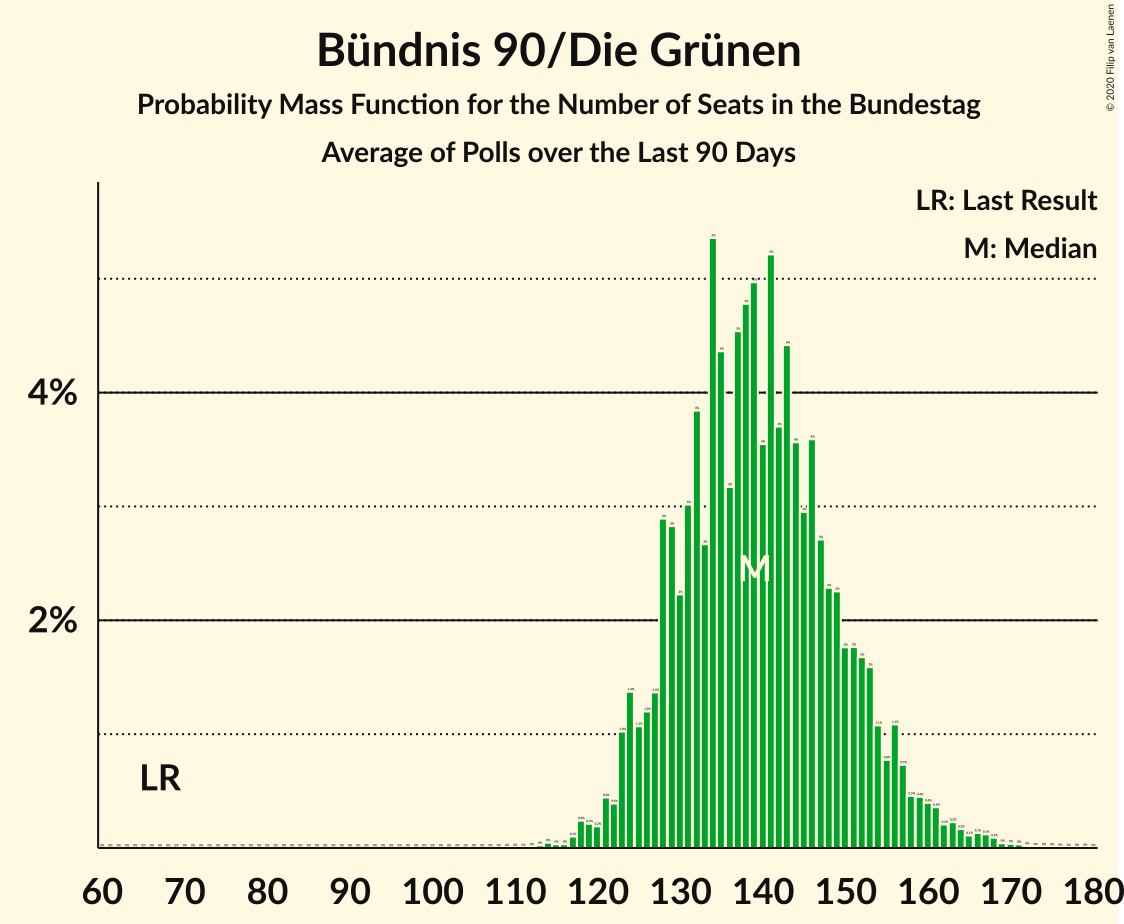 Bündnis 90/Die Grünen
Probability Mass Function for the Number of Seats in the Bundestag
Average of Polls over the Last 90 Days
© 2020 Filip van Laenen
LR: Last Result
M: Median
4%
2%
LR
M
60 70 80 90 100 110 120 130 140 150 160 170 180